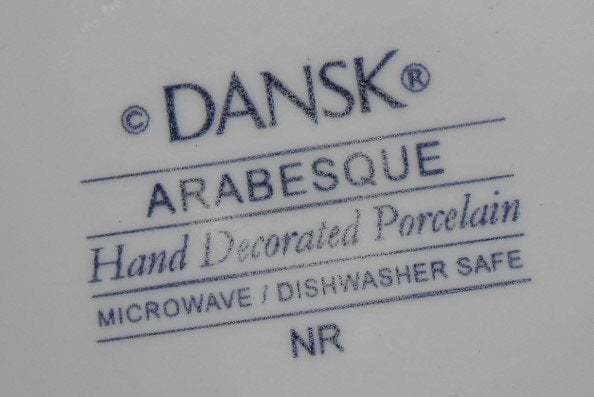 © DANSK®
ARABESQUE
Hand Decorated Porcelain
MICROWAVE / DISHWASHER SAFE
NR